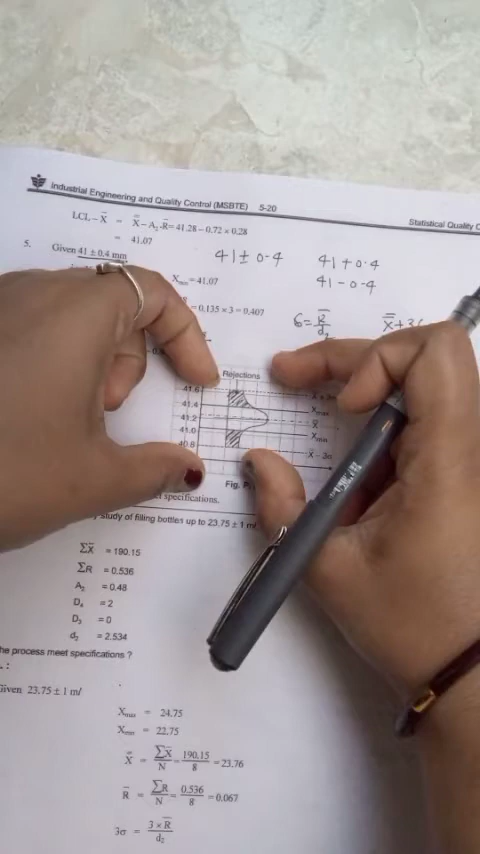 Industrial Engineering and Quality Control (MSBTE) 5-20
Statistical Quality C
LCL – X̄ = X̿ – A₂.R̄ = 41.28 – 0.72 × 0.28
= 41.07
5. Given 41 ± 0.4 mm
41 ± 0.4
41 + 0.4
41 - 0.4
Xmin = 41.07
= 0.135 × 3 = 0.407
6 = R̄/d₂
Rejections
41.6
41.4
Xmax
41.2
X̿
41.0
Xmin
40.8
X̄ – 3σ
Fig. P.
specifications.
study of filling bottles up to 23.75 ± 1 ml
ΣX̄ = 190.15
ΣR = 0.536
A₂ = 0.48
D₄ = 2
D₃ = 0
d₂ = 2.534
he process meet specifications ?
Given 23.75 ± 1 ml
Xmax = 24.75
Xmin = 22.75
X̿ = ΣX̄/N = 190.15/8 = 23.76
R̄ = ΣR/N = 0.536/8 = 0.067
3σ = 3 × R̄/d₂